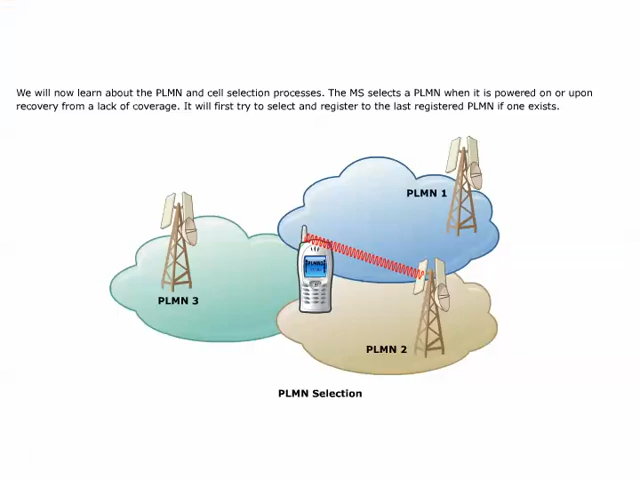 We will now learn about the PLMN and cell selection processes. The MS selects a PLMN when it is powered on or upon
recovery from a lack of coverage. It will first try to select and register to the last registered PLMN if one exists.
PLMN 1
PLMN 3
PLMN 2
PLMN Selection